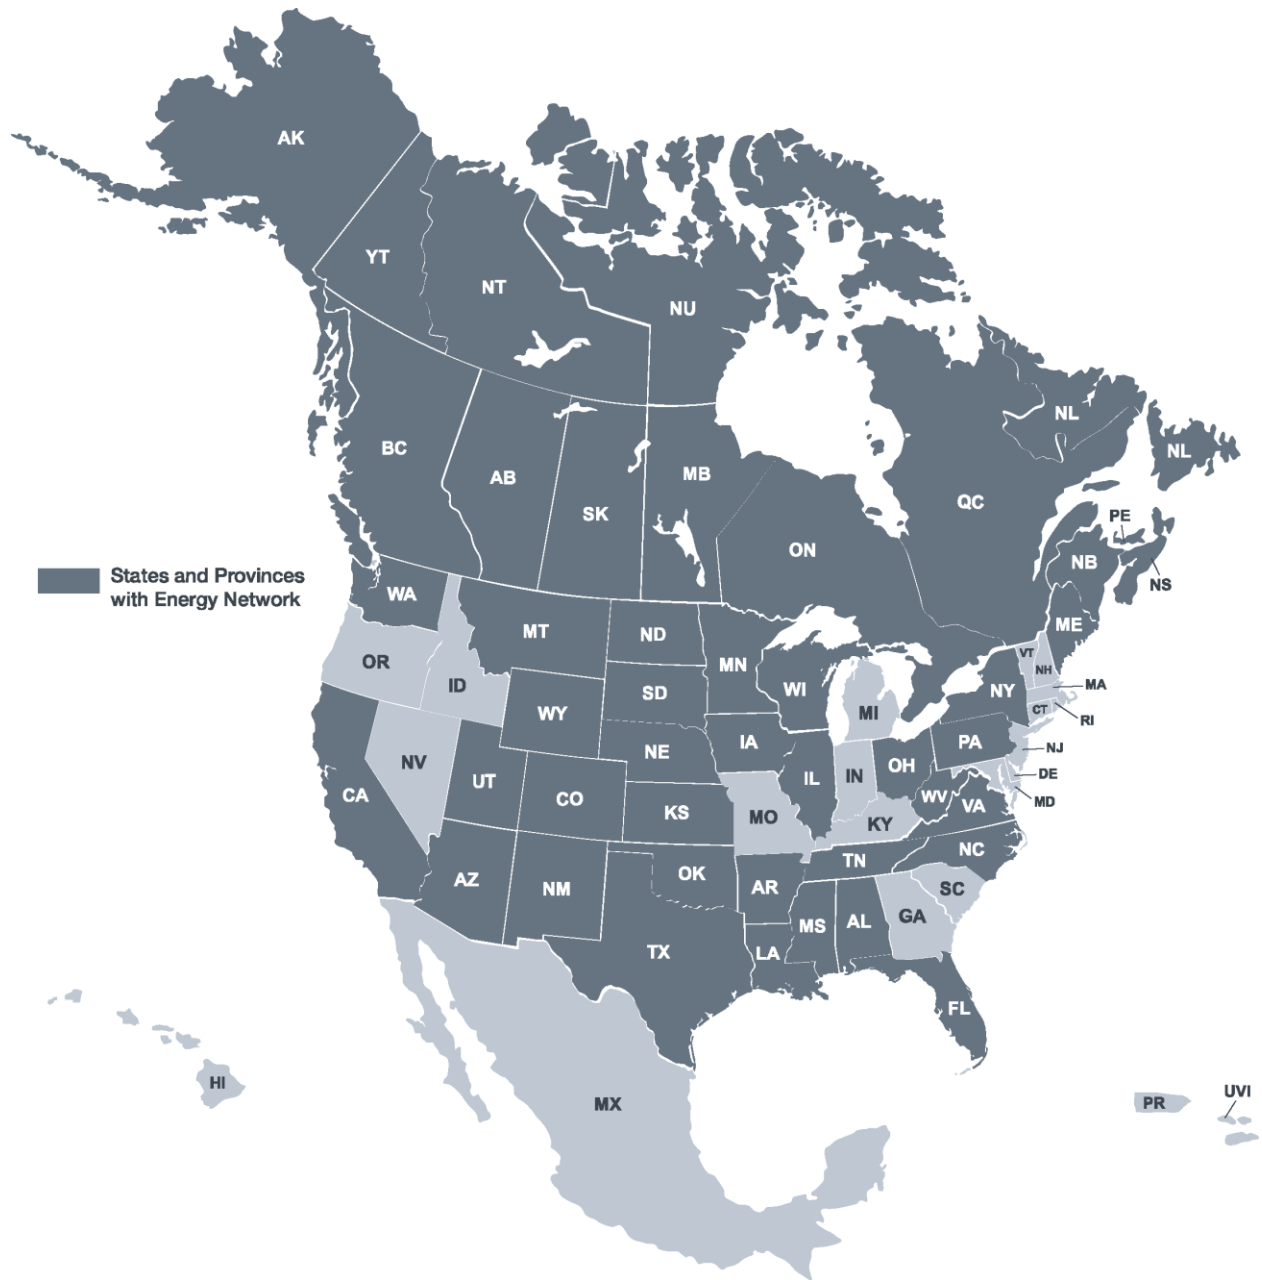 AK
YT
NT
NU
NL
BC
NL
AB
MB
SK
QC
PE
ON
NB
States and Provinces
with Energy Network
NS
WA
ME
MT
ND
VT
OR
MN
NH
ID
SD
WI
NY
MA
WY
MI
CT
RI
IA
PA
NE
NJ
NV
OH
IN
IL
DE
UT
CA
CO
WV
MD
VA
KS
MO
KY
NC
TN
OK
AZ
NM
AR
SC
GA
AL
MS
TX
LA
FL
HI
UVI
PR
MX